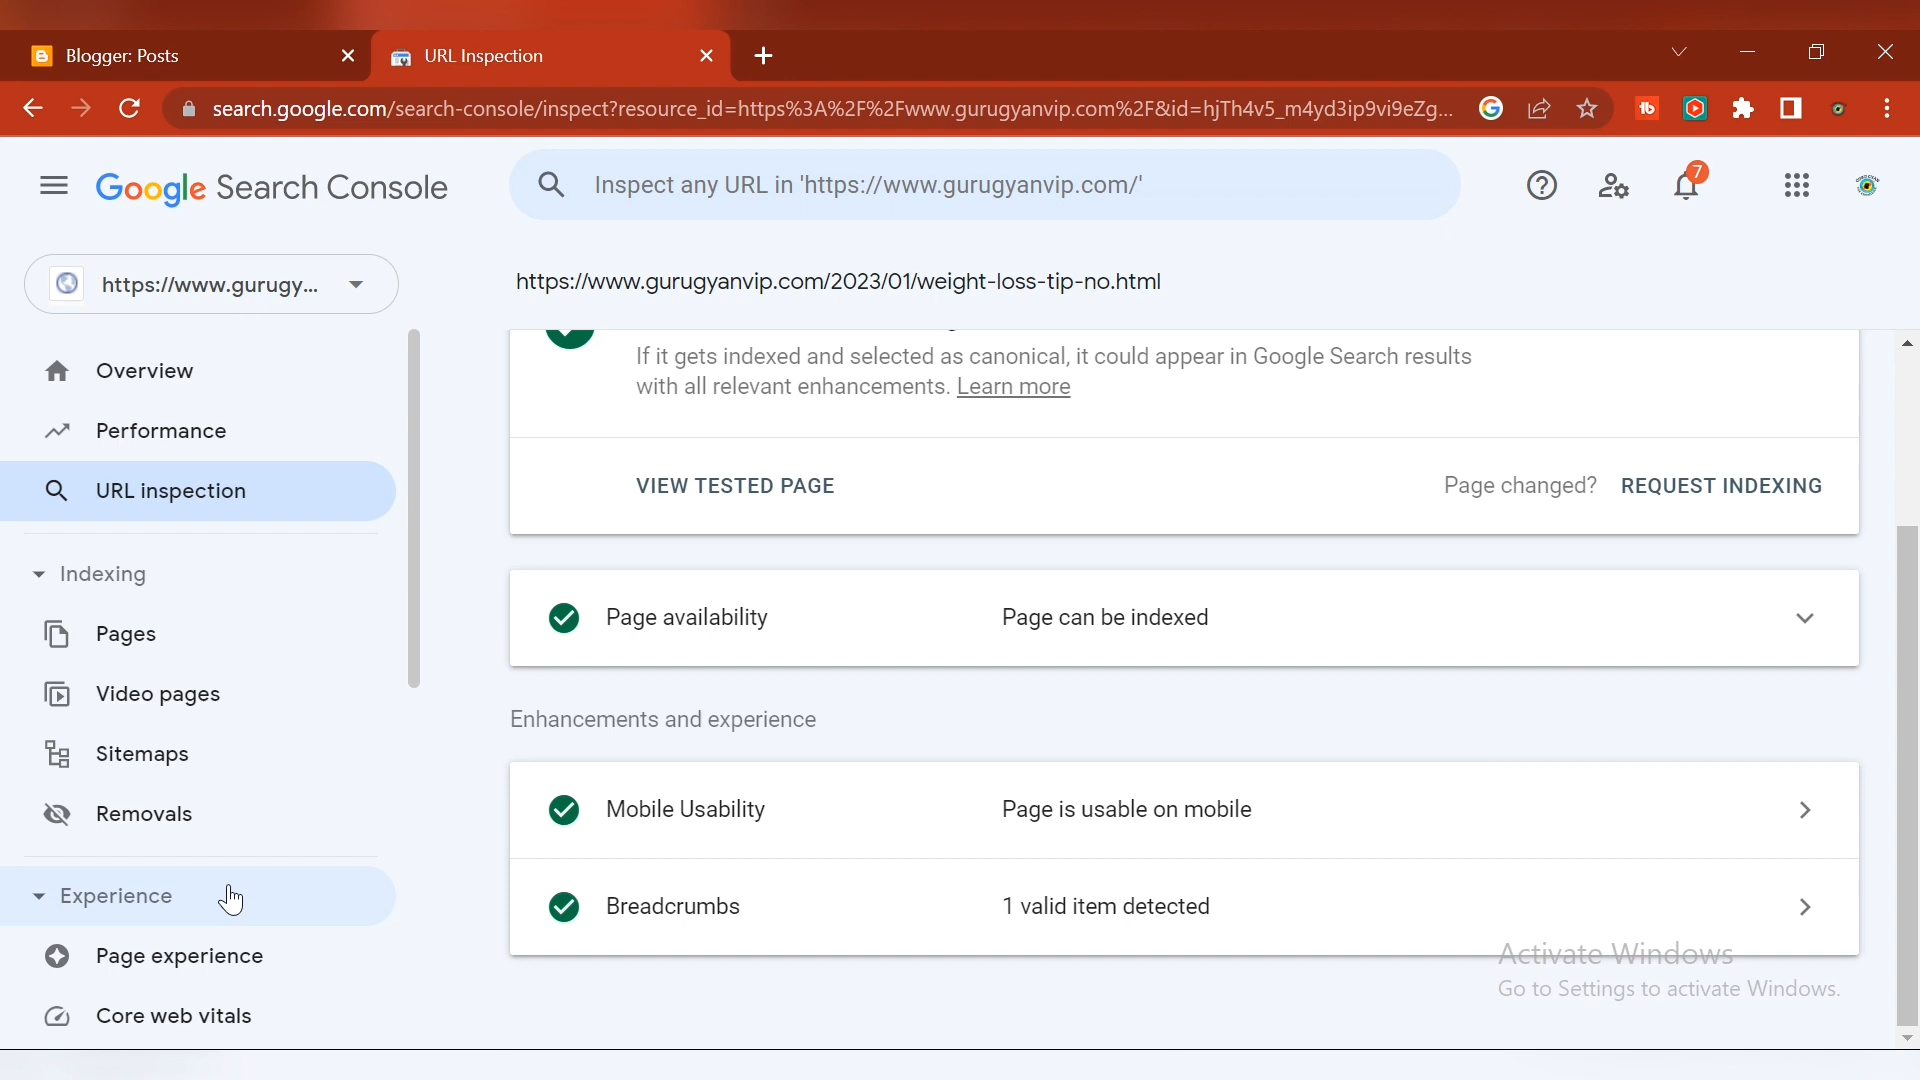 Blogger: Posts
URL Inspection
search.google.com/search-console/inspect?resource_id=https%3A%2F%2Fwww.gurugyanvip.com%2F&id=hjTh4v5_m4yd3ip9vi9eZg...
Google Search Console
Inspect any URL in 'https://www.gurugyanvip.com/'
7
https://www.gurugy...
https://www.gurugyanvip.com/2023/01/weight-loss-tip-no.html
Overview
Performance
URL inspection
Indexing
Pages
Video pages
Sitemaps
Removals
Experience
Page experience
Core web vitals
If it gets indexed and selected as canonical, it could appear in Google Search results
with all relevant enhancements. Learn more
VIEW TESTED PAGE
Page changed? REQUEST INDEXING
Page availability Page can be indexed
Enhancements and experience
Mobile Usability Page is usable on mobile
Breadcrumbs 1 valid item detected
Activate Windows
Go to Settings to activate Windows.